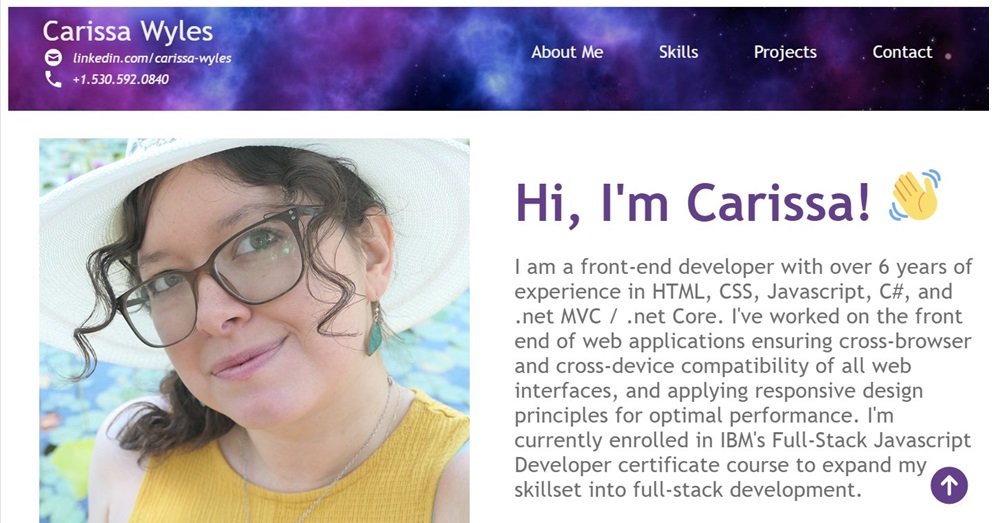 Carissa Wyles
linkedin.com/carissa-wyles
+1.530.592.0840
About Me Skills Projects Contact
Hi, I'm Carissa!
I am a front-end developer with over 6 years of
experience in HTML, CSS, Javascript, C#, and
.net MVC / .net Core. I've worked on the front
end of web applications ensuring cross-browser
and cross-device compatibility of all web
interfaces, and applying responsive design
principles for optimal performance. I'm
currently enrolled in IBM's Full-Stack Javascript
Developer certificate course to expand my
skillset into full-stack development.